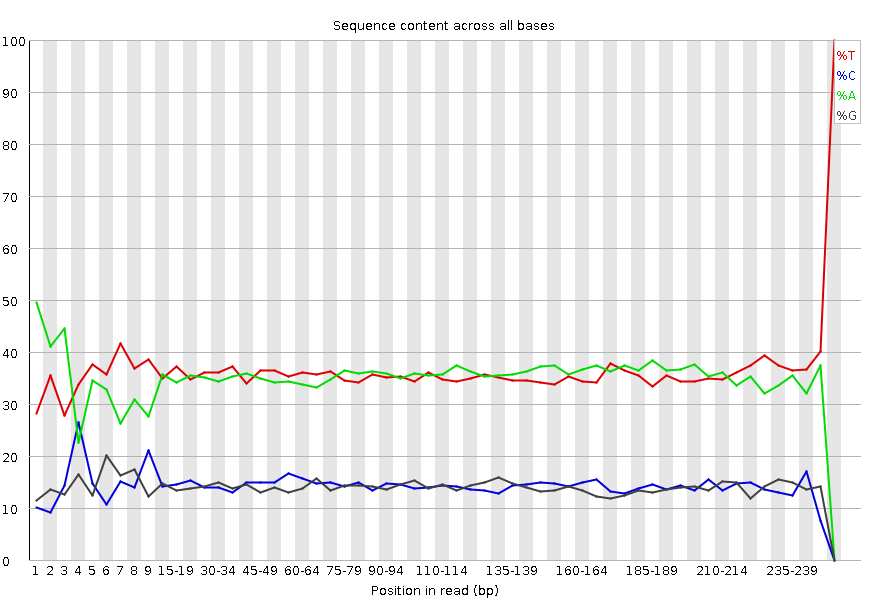 Sequence content across all bases
%T
%C
%A
%G
100
90
80
70
60
50
40
30
20
10
0
1 2 3 4 5 6 7 8 9 15-19 30-34 45-49 60-64 75-79 90-94 110-114 135-139 160-164 185-189 210-214 235-239
Position in read (bp)